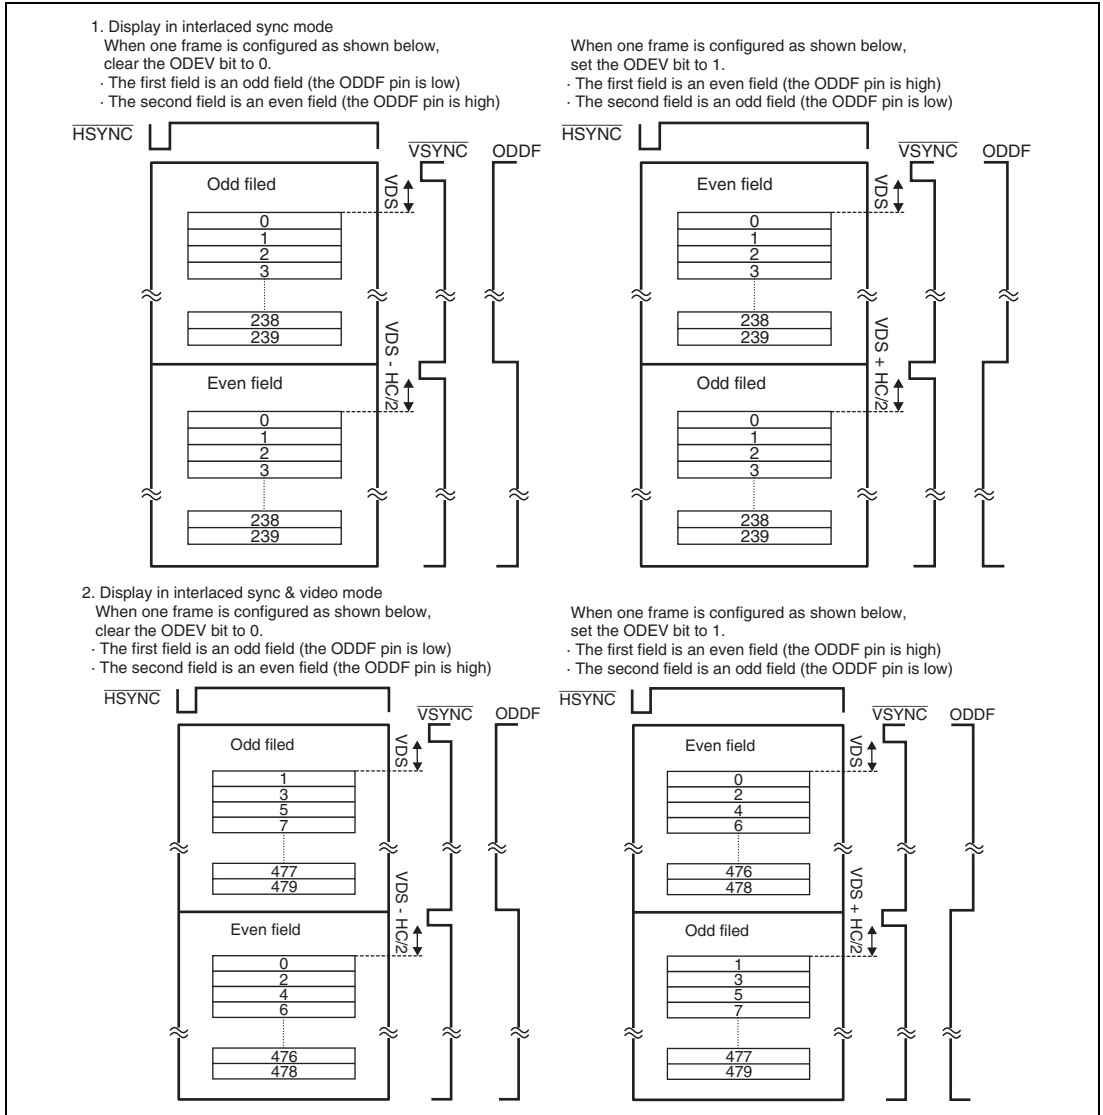 1. Display in interlaced sync mode
When one frame is configured as shown below,
clear the ODEV bit to 0.
· The first field is an odd field (the ODDF pin is low)
· The second field is an even field (the ODDF pin is high)
HSYNC
VSYNC
ODDF
Odd filed
VDS
0
1
2
3
238
239
VDS - HC/2
Even field
0
1
2
3
238
239
When one frame is configured as shown below,
set the ODEV bit to 1.
· The first field is an even field (the ODDF pin is high)
· The second field is an odd field (the ODDF pin is low)
HSYNC
VSYNC
ODDF
Even field
VDS
0
1
2
3
238
239
VDS + HC/2
Odd filed
0
1
2
3
238
239
2. Display in interlaced sync & video mode
When one frame is configured as shown below,
clear the ODEV bit to 0.
· The first field is an odd field (the ODDF pin is low)
· The second field is an even field (the ODDF pin is high)
HSYNC
VSYNC
ODDF
Odd filed
VDS
1
3
5
7
477
479
VDS - HC/2
Even field
0
2
4
6
476
478
When one frame is configured as shown below,
set the ODEV bit to 1.
· The first field is an even field (the ODDF pin is high)
· The second field is an odd field (the ODDF pin is low)
HSYNC
VSYNC
ODDF
Even field
VDS
0
2
4
6
476
478
VDS + HC/2
Odd filed
1
3
5
7
477
479